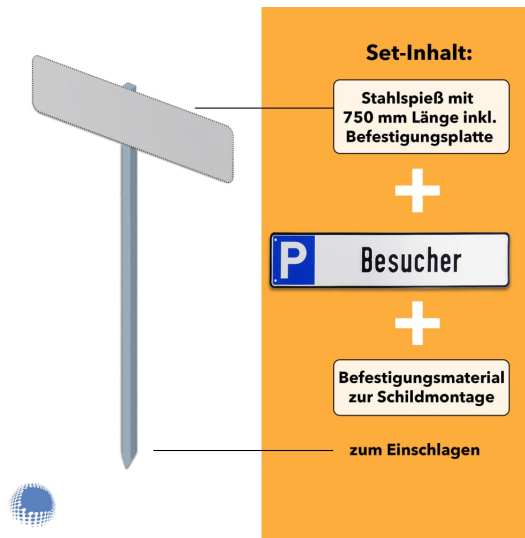 Set-Inhalt:
Stahlspieß mit
750 mm Länge inkl.
Befestigungsplatte
+
P Besucher
+
Befestigungsmaterial
zur Schildmontage
zum Einschlagen